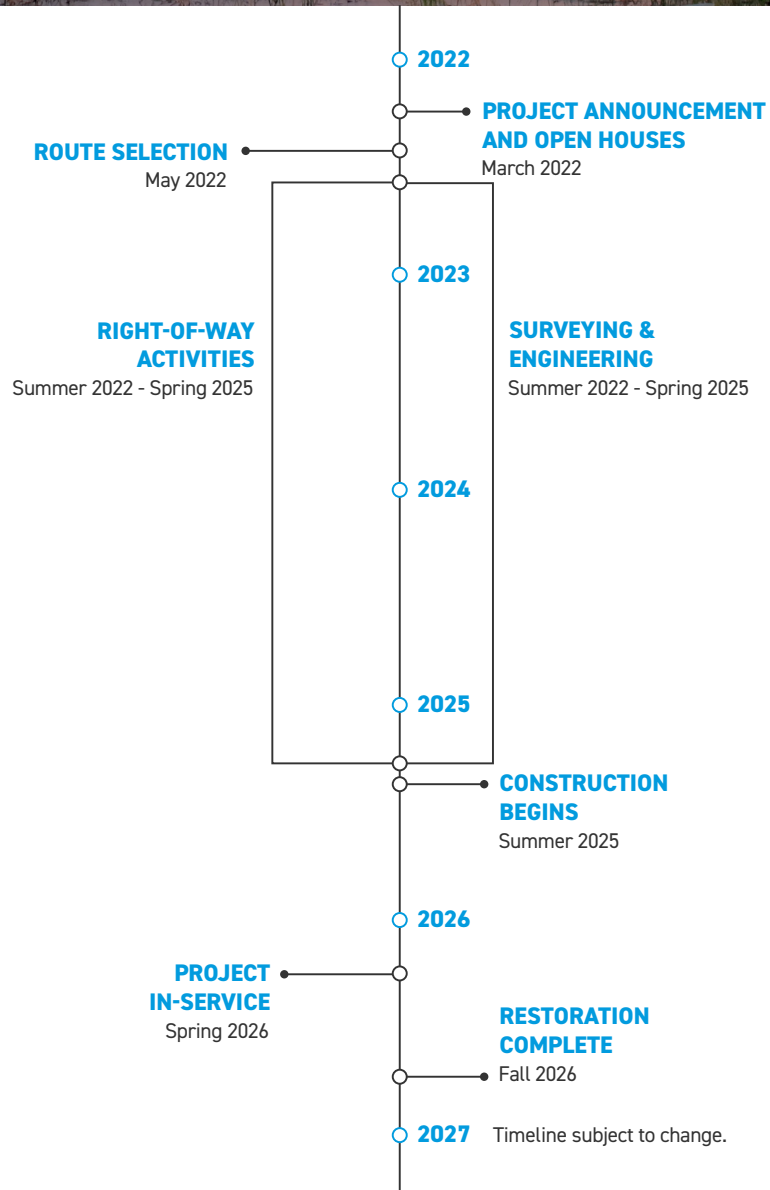 2022
PROJECT ANNOUNCEMENT
AND OPEN HOUSES
March 2022
ROUTE SELECTION
May 2022
2023
RIGHT-OF-WAY
ACTIVITIES
Summer 2022 - Spring 2025
SURVEYING &
ENGINEERING
Summer 2022 - Spring 2025
2024
2025
CONSTRUCTION
BEGINS
Summer 2025
2026
PROJECT
IN-SERVICE
Spring 2026
RESTORATION
COMPLETE
Fall 2026
2027 Timeline subject to change.